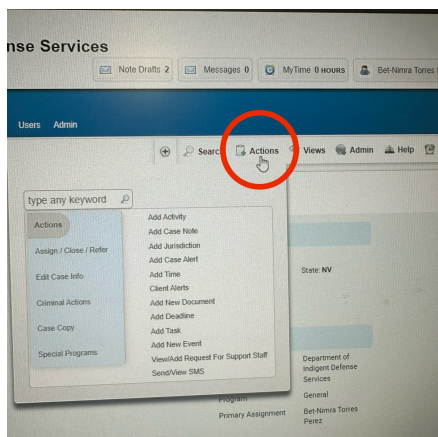 nse Services
Note Drafts 2 Messages 0 MyTime 0 HOURS Bet-Nimra Torres
Users Admin
Search Actions Views Admin Help
type any keyword
Actions
Assign / Close / Refer
Edit Case Info
Criminal Actions
Case Copy
Special Programs
Add Activity
Add Case Note
Add Jurisdiction
Add Case Alert
Add Time
Client Alerts
Add New Document
Add Deadline
Add Task
Add New Event
View/Add Request For Support Staff
Send/View SMS
State: NV
Department of
Indigent Defense
Services
Program General
Primary Assignment Bet-Nimra Torres
Perez